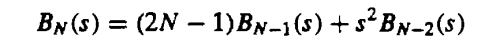 B_N(s) = (2N − 1)B_{N−1}(s) + s^2 B_{N−2}(s)